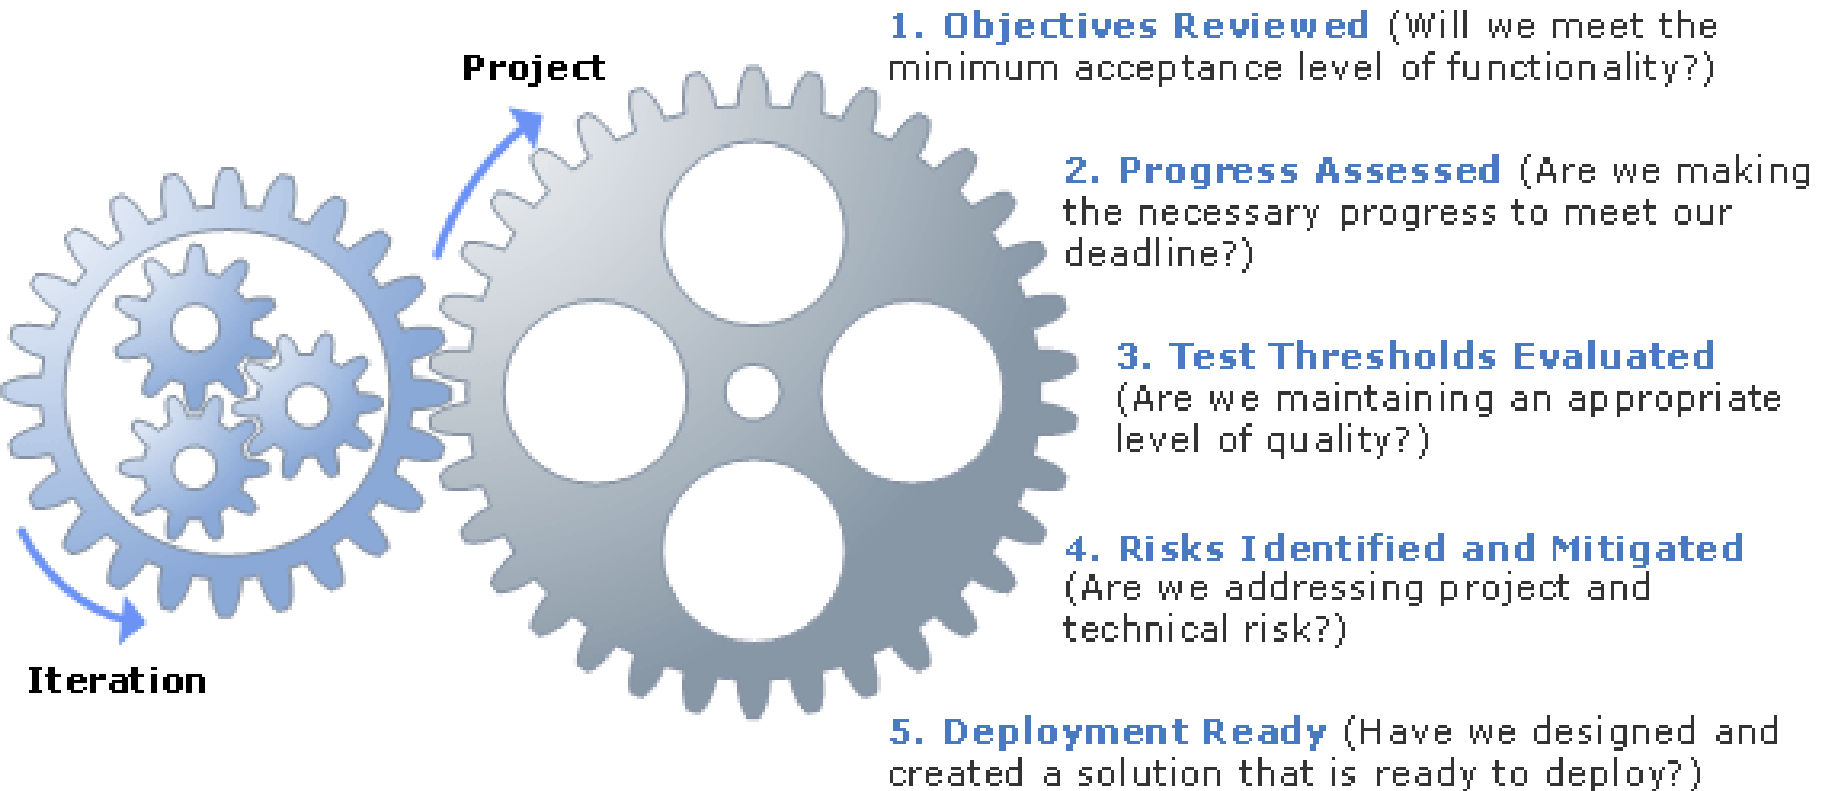 Project
1. Objectives Reviewed (Will we meet the
minimum acceptance level of functionality?)
2. Progress Assessed (Are we making
the necessary progress to meet our
deadline?)
3. Test Thresholds Evaluated
(Are we maintaining an appropriate
level of quality?)
4. Risks Identified and Mitigated
(Are we addressing project and
technical risk?)
Iteration
5. Deployment Ready (Have we designed and
created a solution that is ready to deploy?)